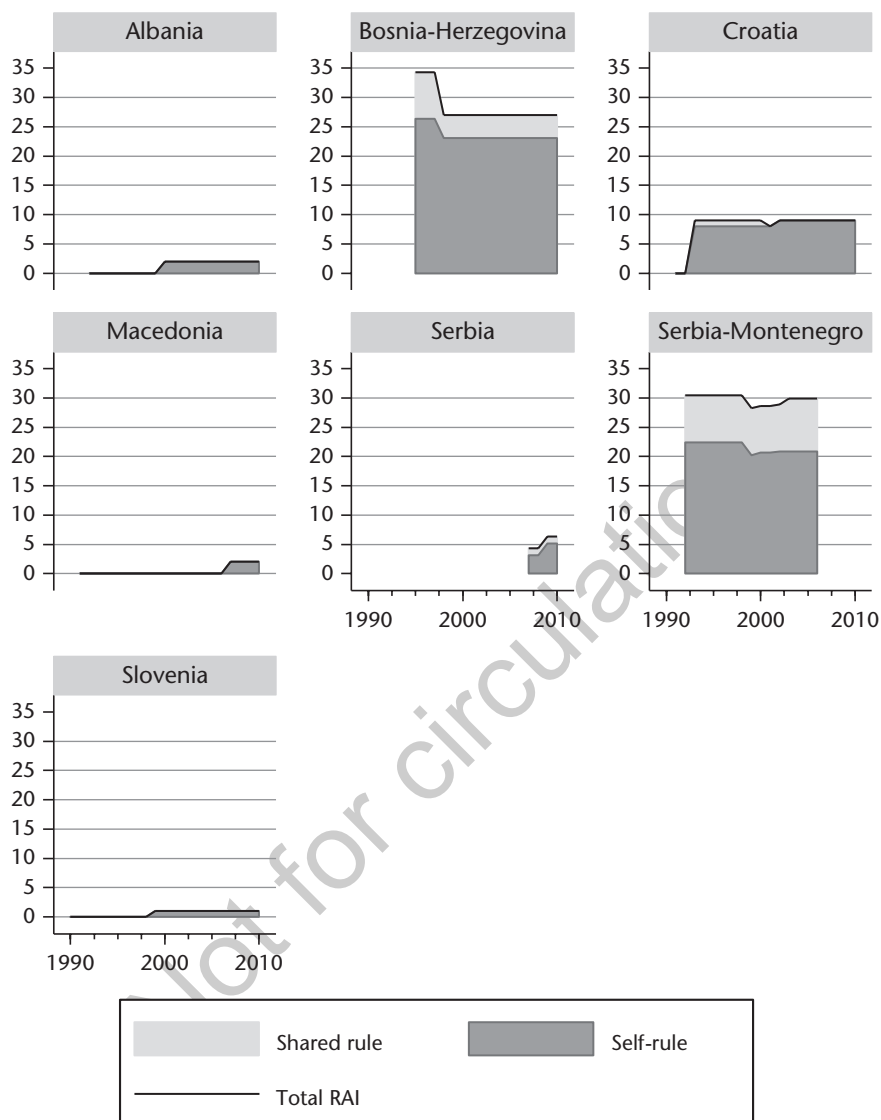 Albania Bosnia-Herzegovina Croatia
35 35 35
30 30 30
25 25 25
20 20 20
15 15 15
10 10 10
5 5 5
0 0 0
Macedonia Serbia Serbia-Montenegro
35 35 35
30 30 30
25 25 25
20 20 20
15 15 15
10 10 10
5 5 5
0 0 0
1990 2000 2010 1990 2000 2010
Slovenia
35
30
25
20
15
10
5
0
1990 2000 2010
Not for circulation
Shared rule Self-rule
Total RAI